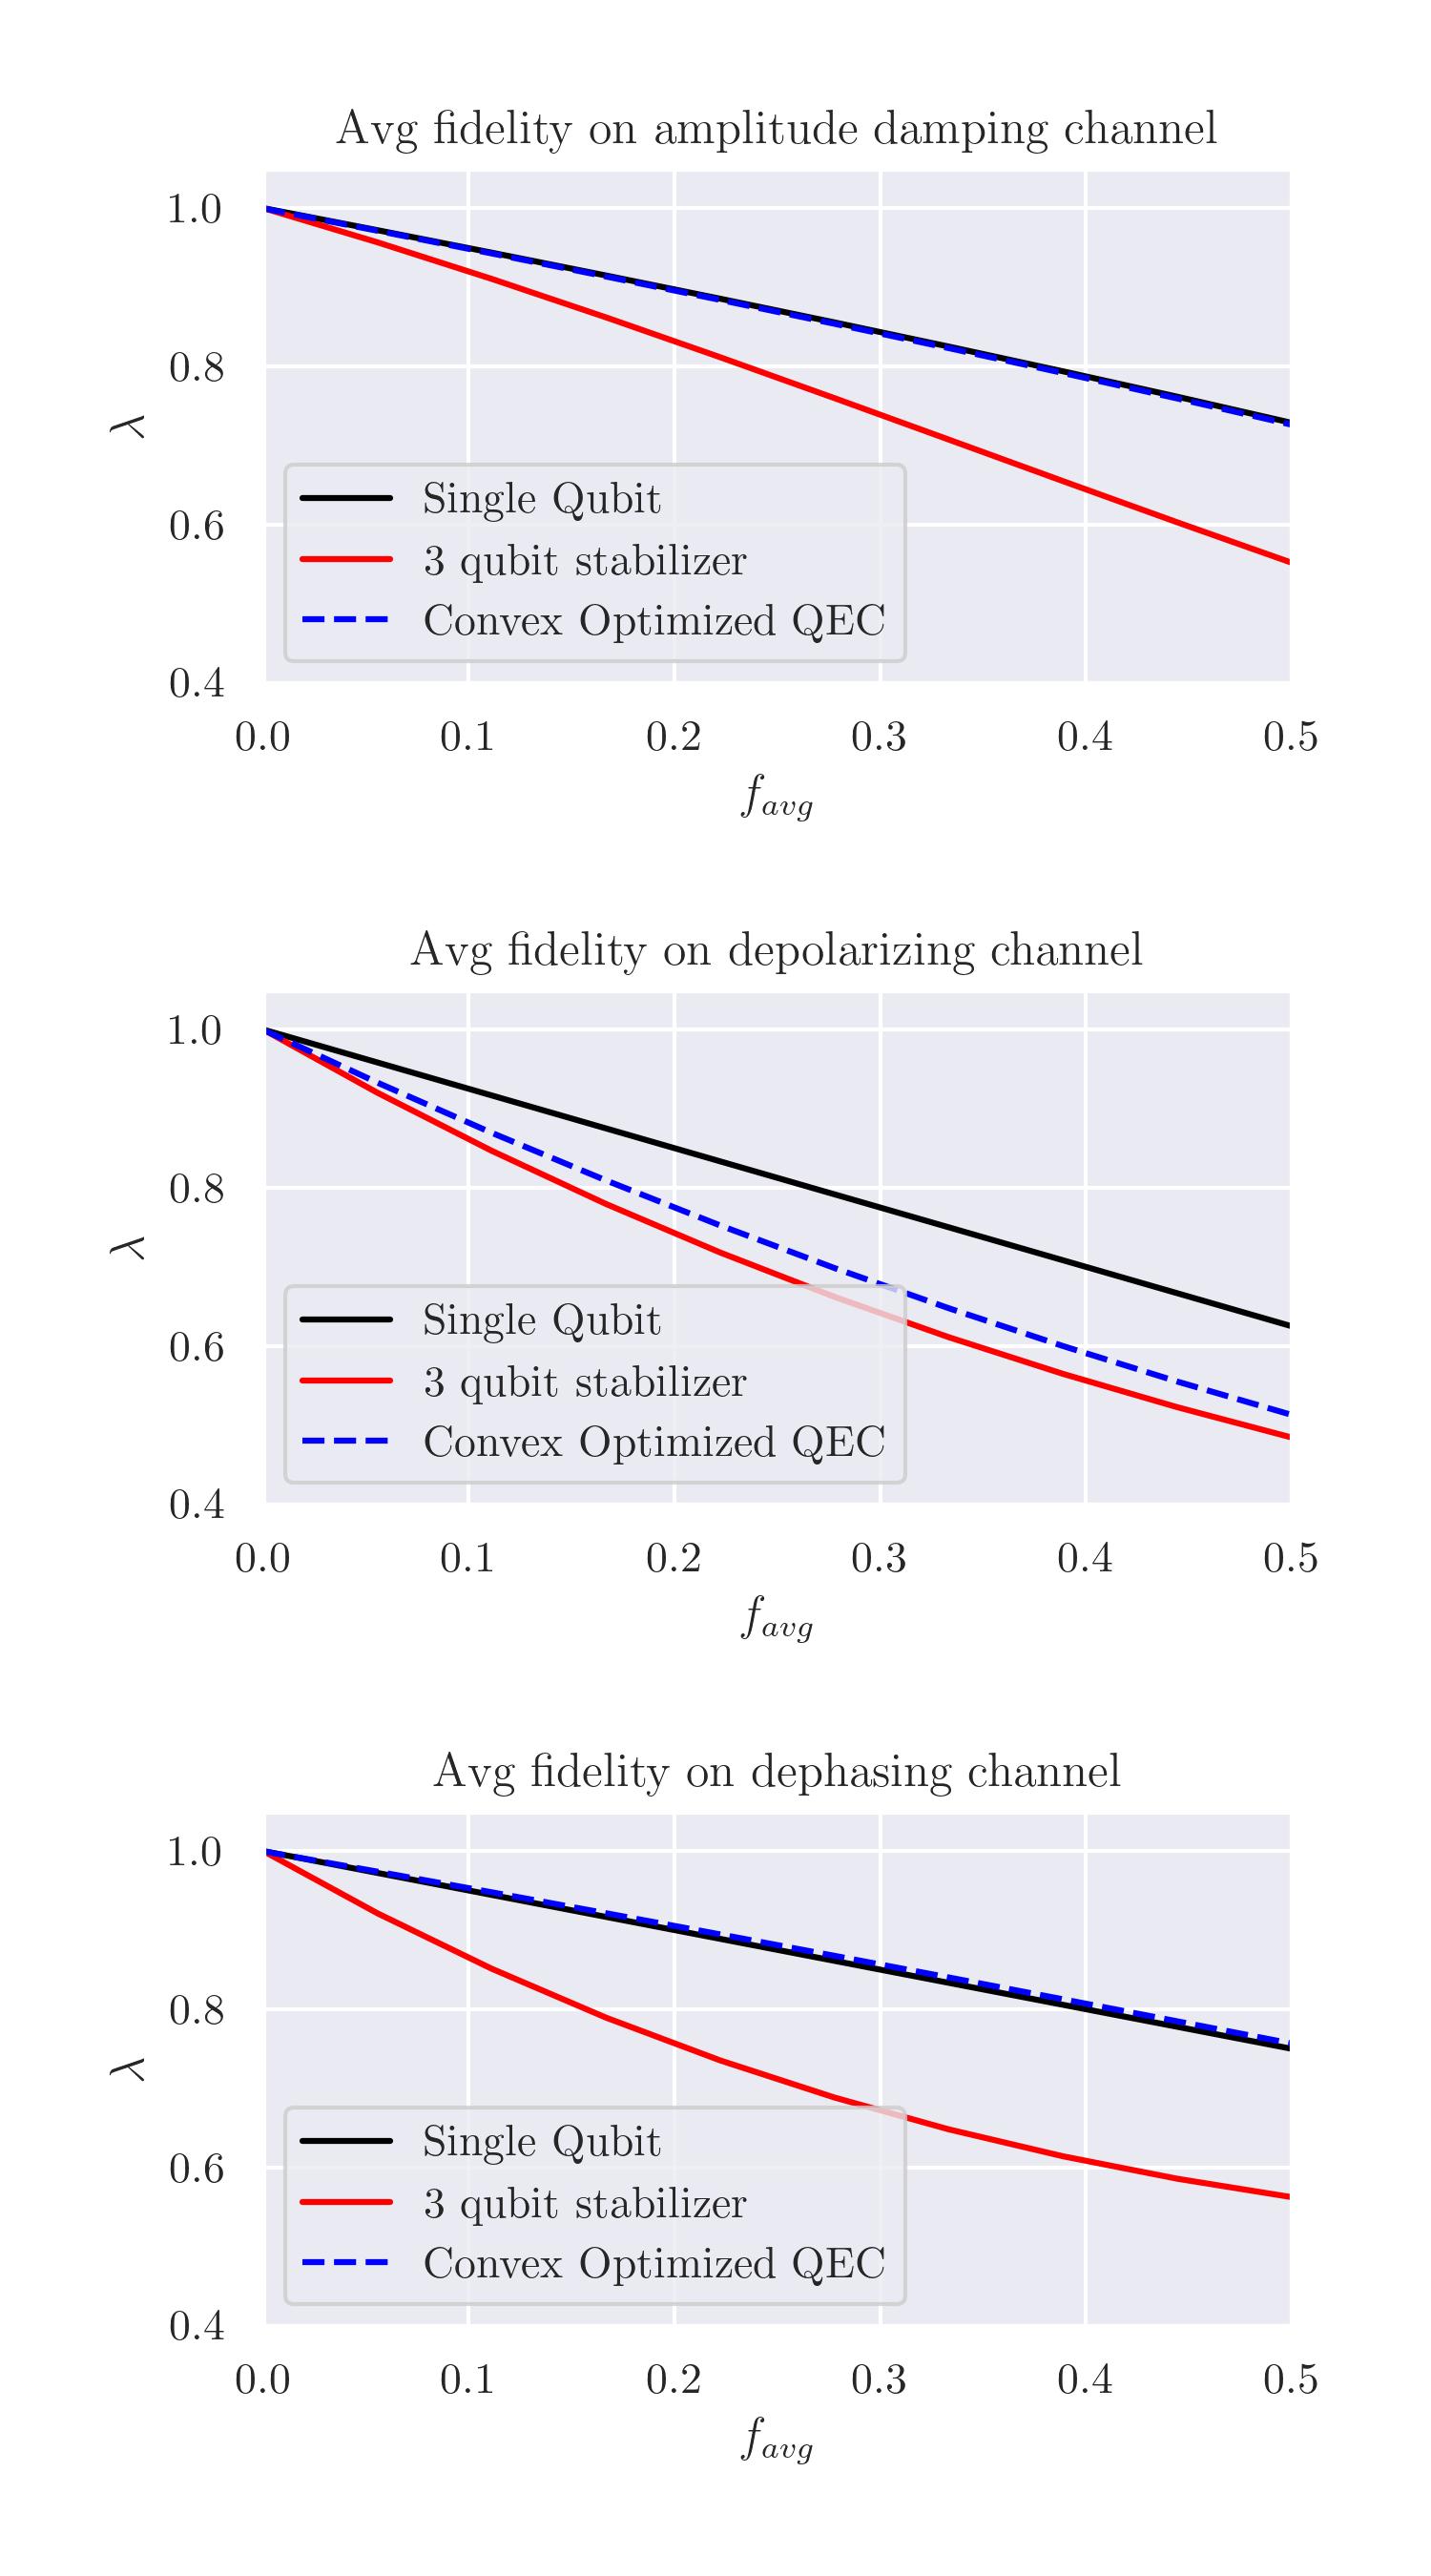 Avg fidelity on amplitude damping channel
1.0
0.8
0.6
0.4
λ
Single Qubit
3 qubit stabilizer
Convex Optimized QEC
0.0 0.1 0.2 0.3 0.4 0.5
f_avg
Avg fidelity on depolarizing channel
1.0
0.8
0.6
0.4
λ
Single Qubit
3 qubit stabilizer
Convex Optimized QEC
0.0 0.1 0.2 0.3 0.4 0.5
f_avg
Avg fidelity on dephasing channel
1.0
0.8
0.6
0.4
λ
Single Qubit
3 qubit stabilizer
Convex Optimized QEC
0.0 0.1 0.2 0.3 0.4 0.5
f_avg